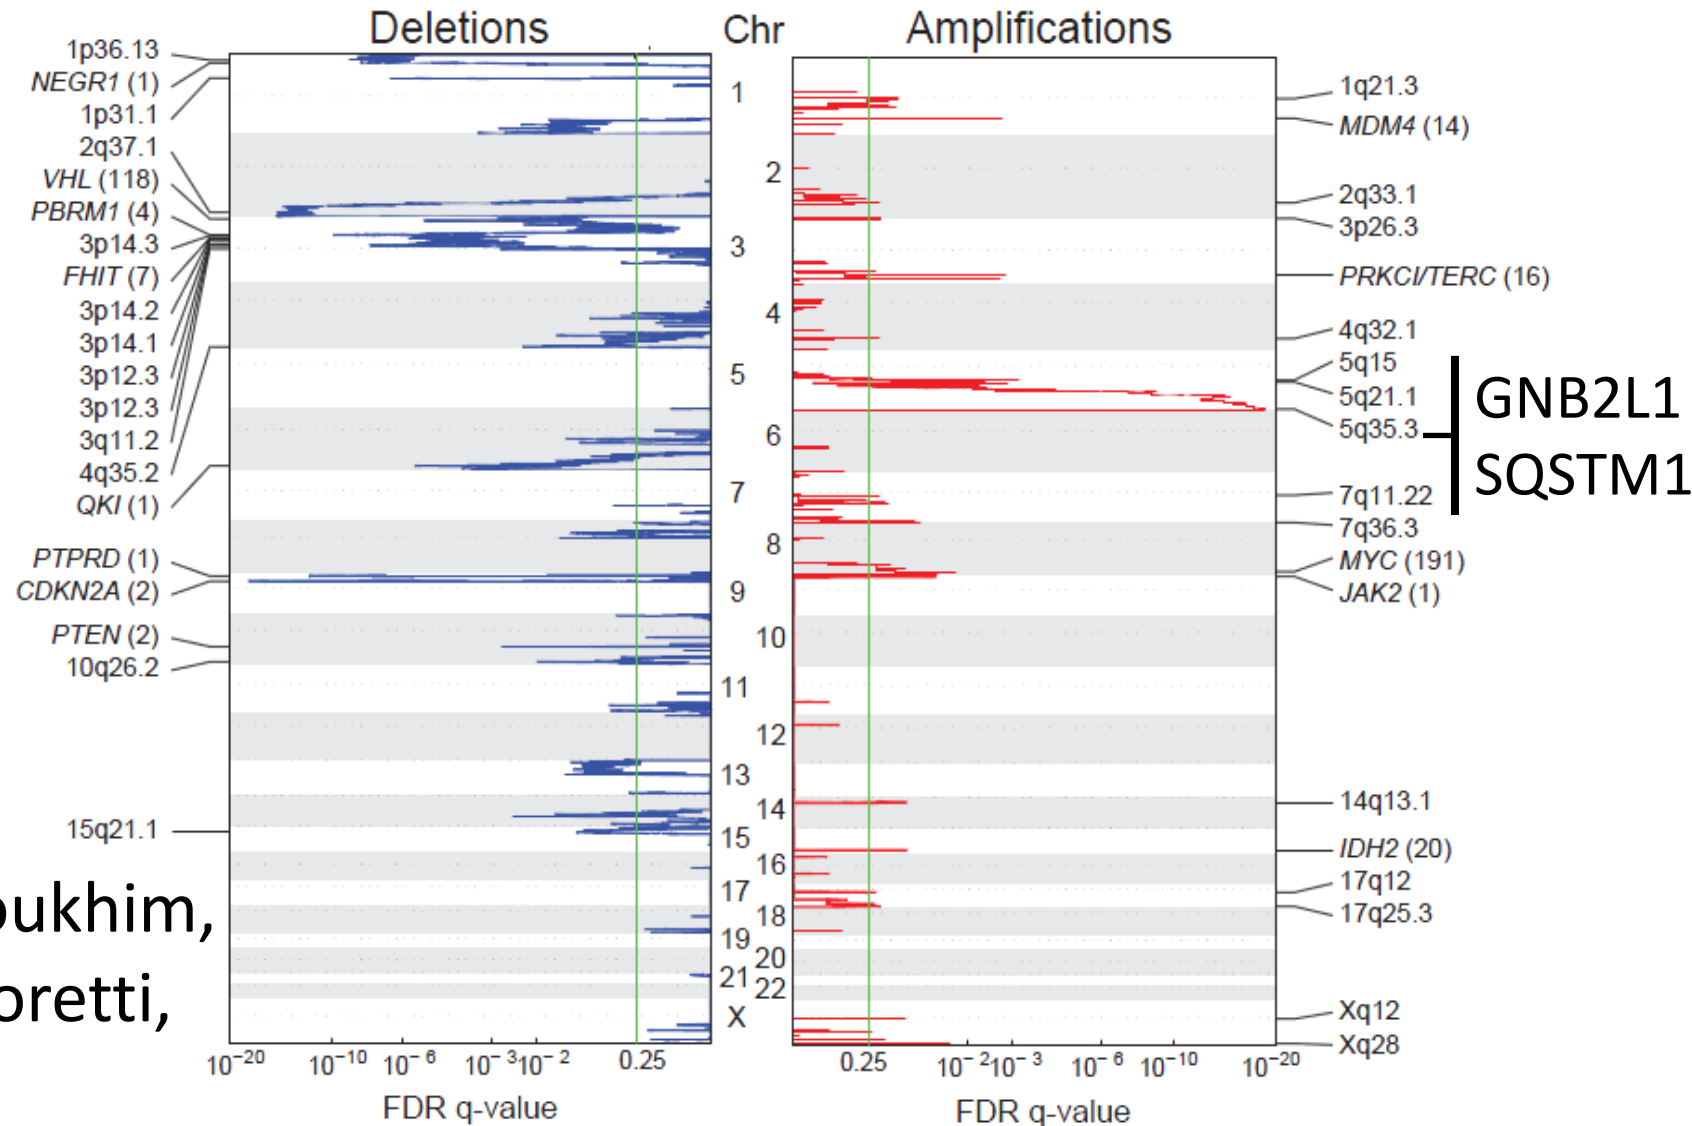 Deletions
Chr
Amplifications
1p36.13
NEGR1 (1)
1p31.1
2q37.1
VHL (118)
PBRM1 (4)
3p14.3
FHIT (7)
3p14.2
3p14.1
3p12.3
3p12.3
3q11.2
4q35.2
QKI (1)
PTPRD (1)
CDKN2A (2)
PTEN (2)
10q26.2
15q21.1
oukhim,
oretti,
1
2
3
4
5
6
7
8
9
10
11
12
13
14
15
16
17
18
19
20
21
22
X
1q21.3
MDM4 (14)
2q33.1
3p26.3
PRKCI/TERC (16)
4q32.1
5q15
5q21.1
5q35.3
GNB2L1
SQSTM1
7q11.22
7q36.3
MYC (191)
JAK2 (1)
14q13.1
IDH2 (20)
17q12
17q25.3
Xq12
Xq28
10⁻²⁰ 10⁻¹⁰ 10⁻⁶ 10⁻³ 10⁻² 0.25
0.25 10⁻² 10⁻³ 10⁻⁶ 10⁻¹⁰ 10⁻²⁰
FDR q-value
FDR q-value